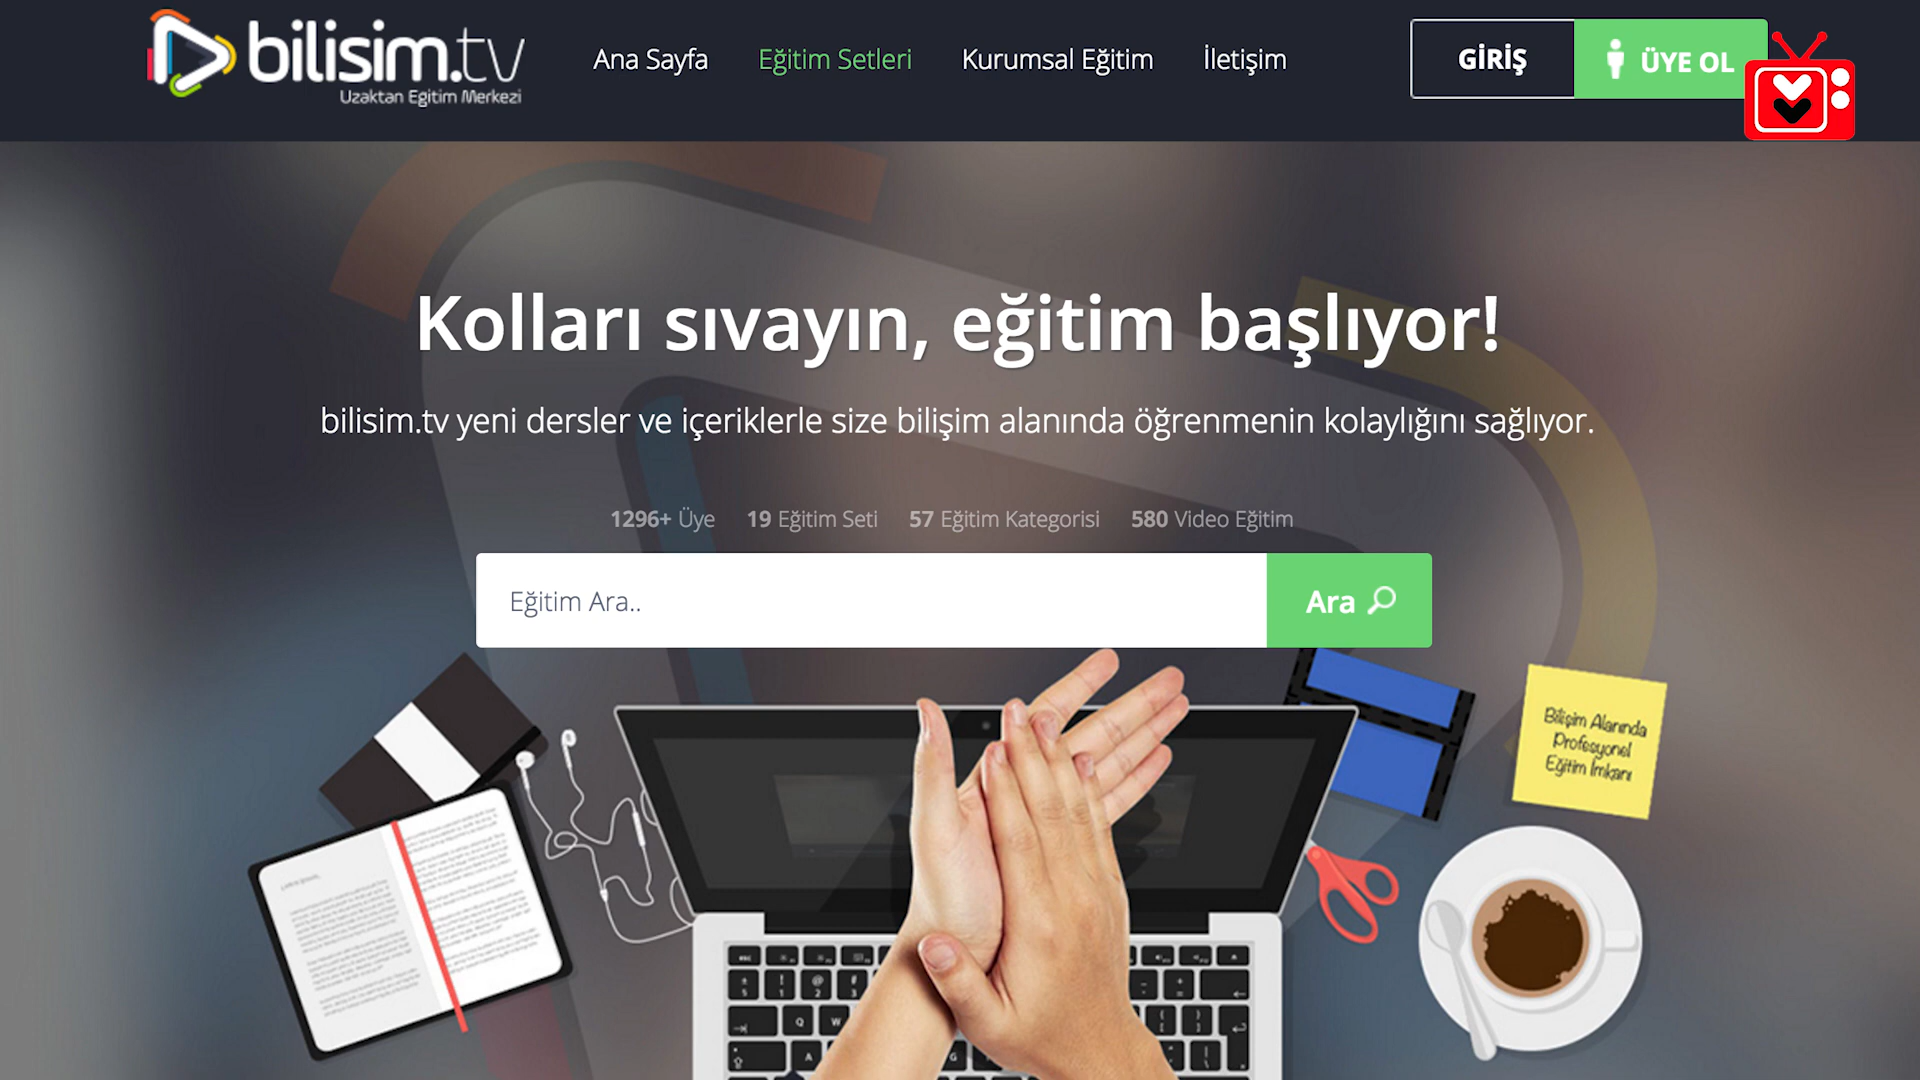 bilisim.tv
Uzaktan Egitim Merkezi
Ana Sayfa
Eğitim Setleri
Kurumsal Eğitim
İletişim
GİRİŞ
ÜYE OL
Kolları sıvayın, eğitim başlıyor!
bilisim.tv yeni dersler ve içeriklerle size bilişim alanında öğrenmenin kolaylığını sağlıyor.
1296+ Üye 19 Eğitim Seti 57 Eğitim Kategorisi 580 Video Eğitim
Eğitim Ara..
Ara
Bilişim Alanında
Profesyonel
Eğitim İmkanı